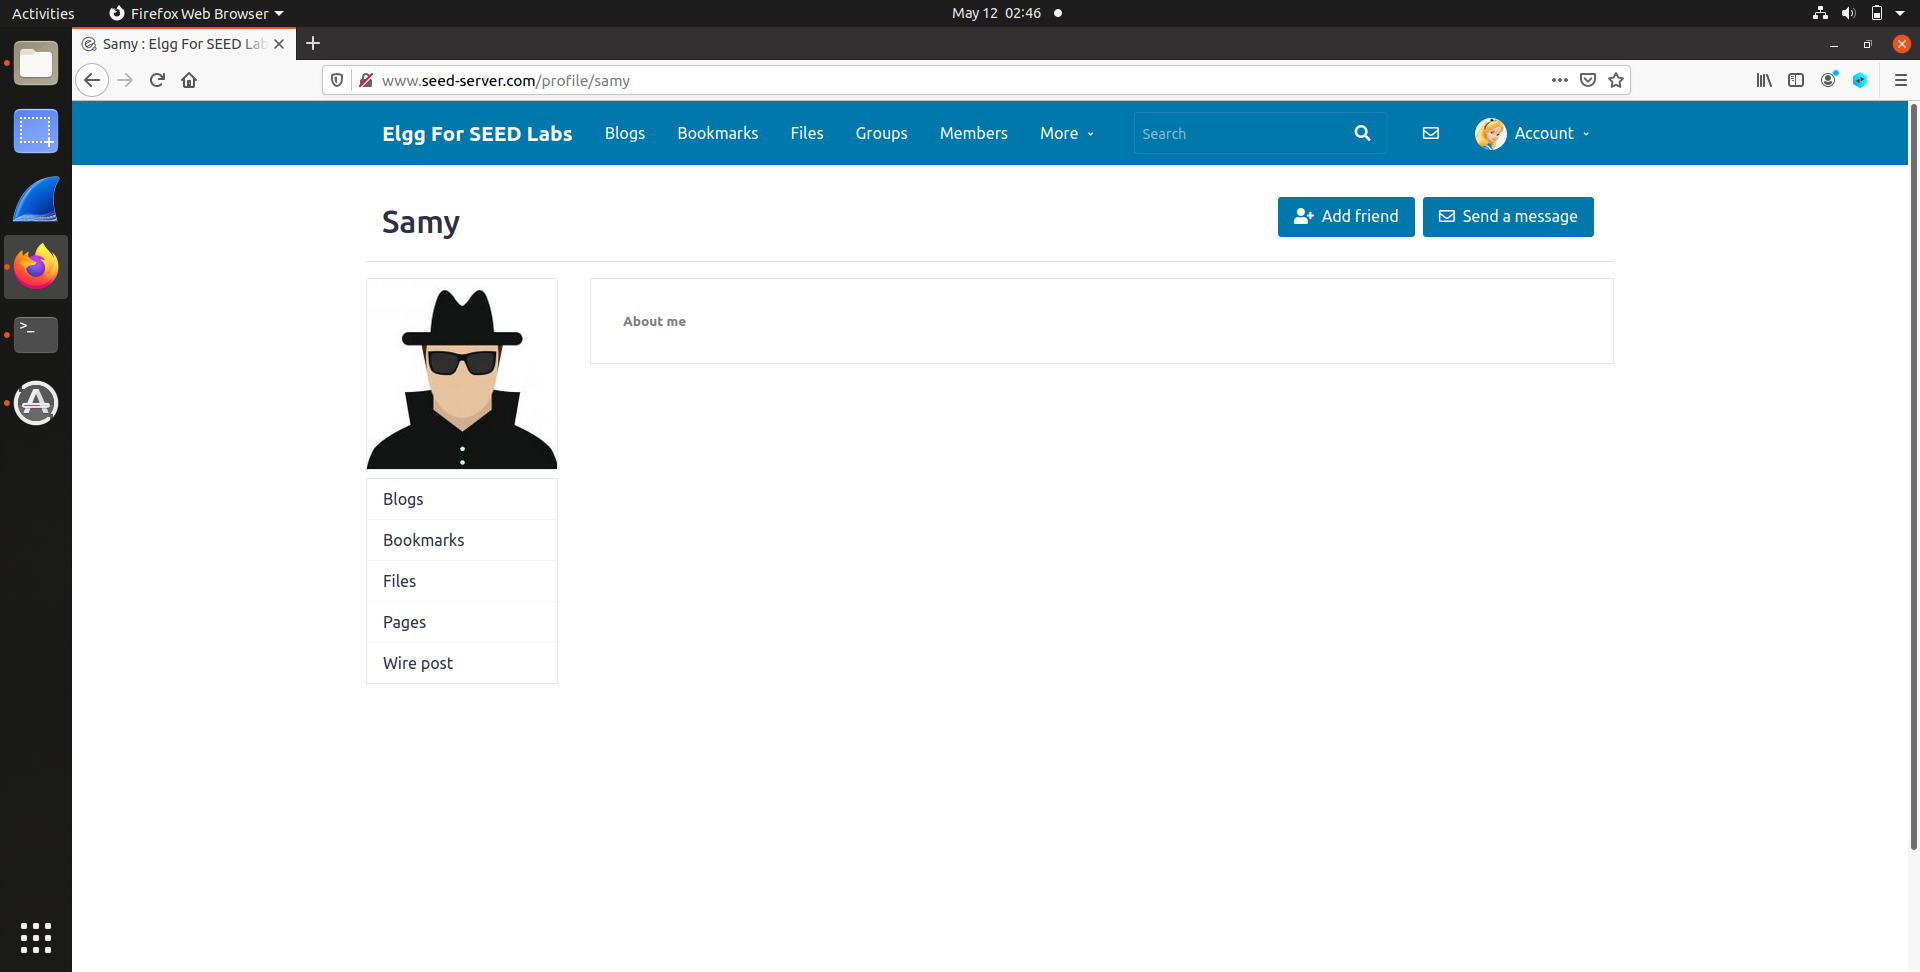 Activities Firefox Web Browser May 12 02:46
Samy : Elgg For SEED Lab
www.seed-server.com/profile/samy
Elgg For SEED Labs Blogs Bookmarks Files Groups Members More Search Account
Samy Add friend Send a message
About me
Blogs
Bookmarks
Files
Pages
Wire post